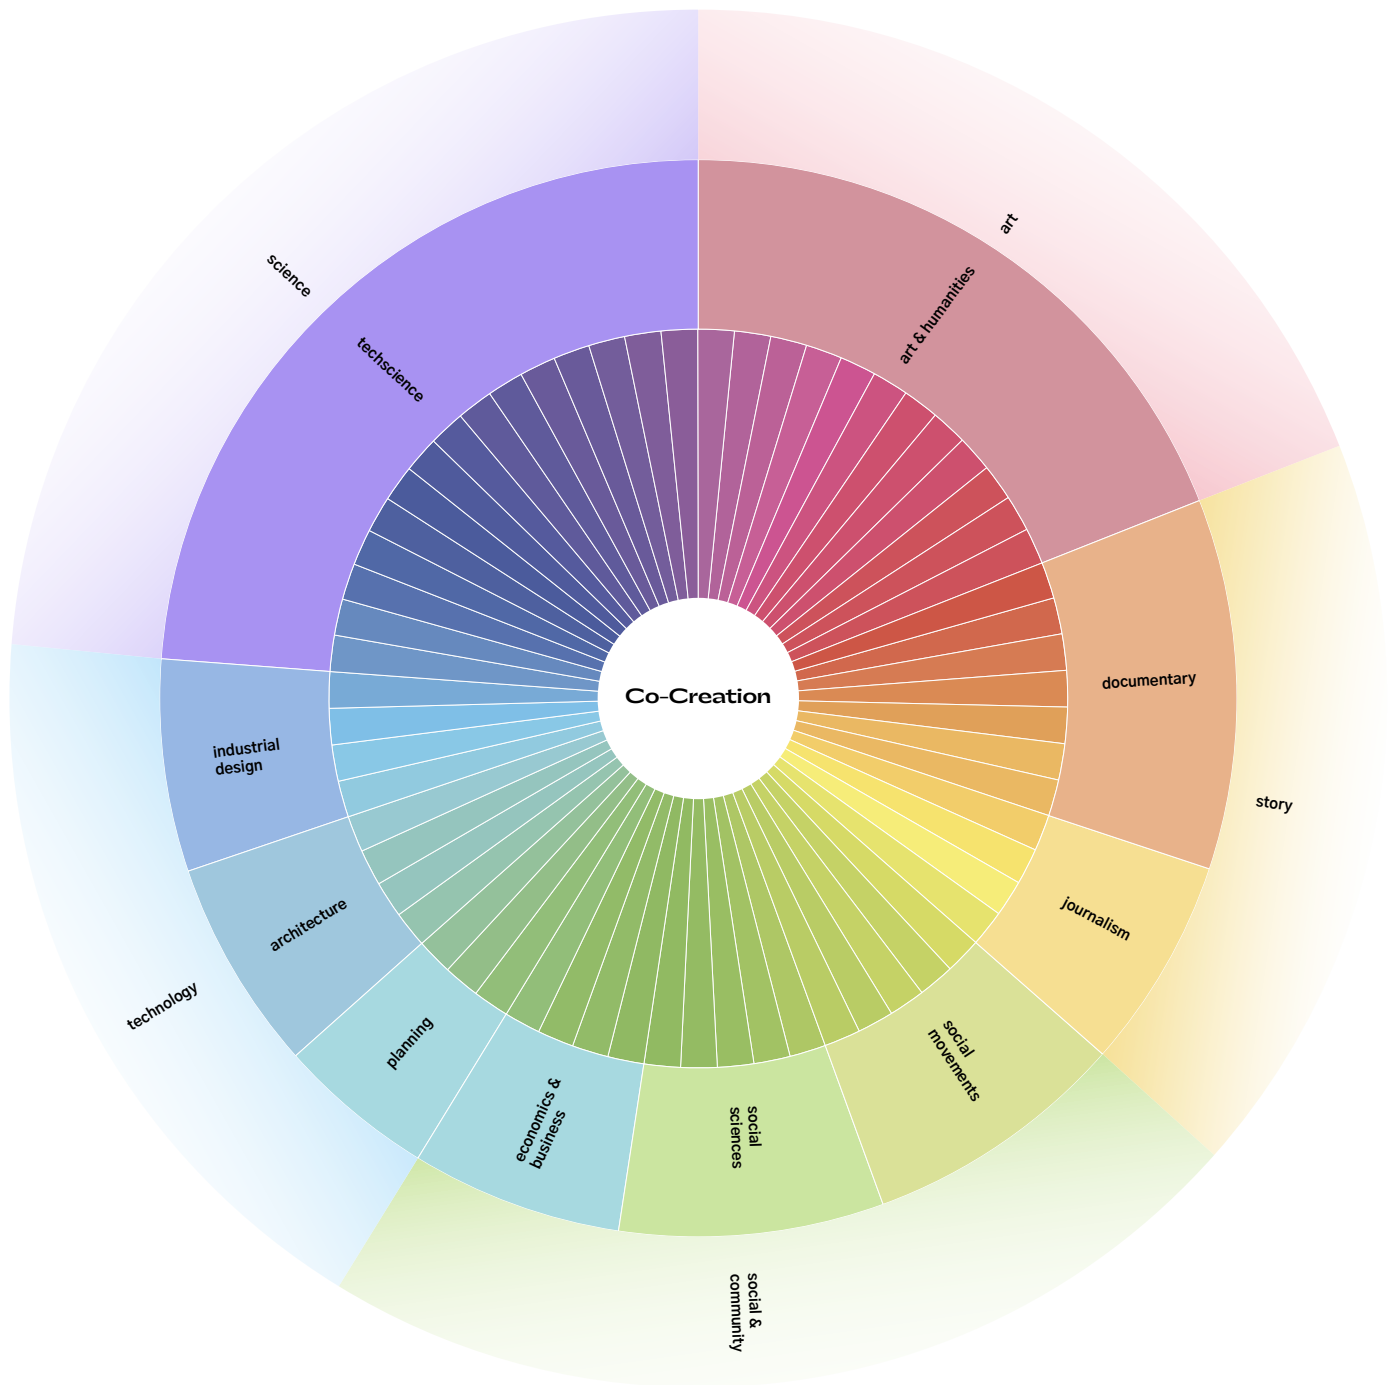 art
art & humanities
science
techscience
documentary
Co-Creation
industrial
design
story
journalism
architecture
technology
planning
social
movements
economics &
business
social
sciences
social &
community